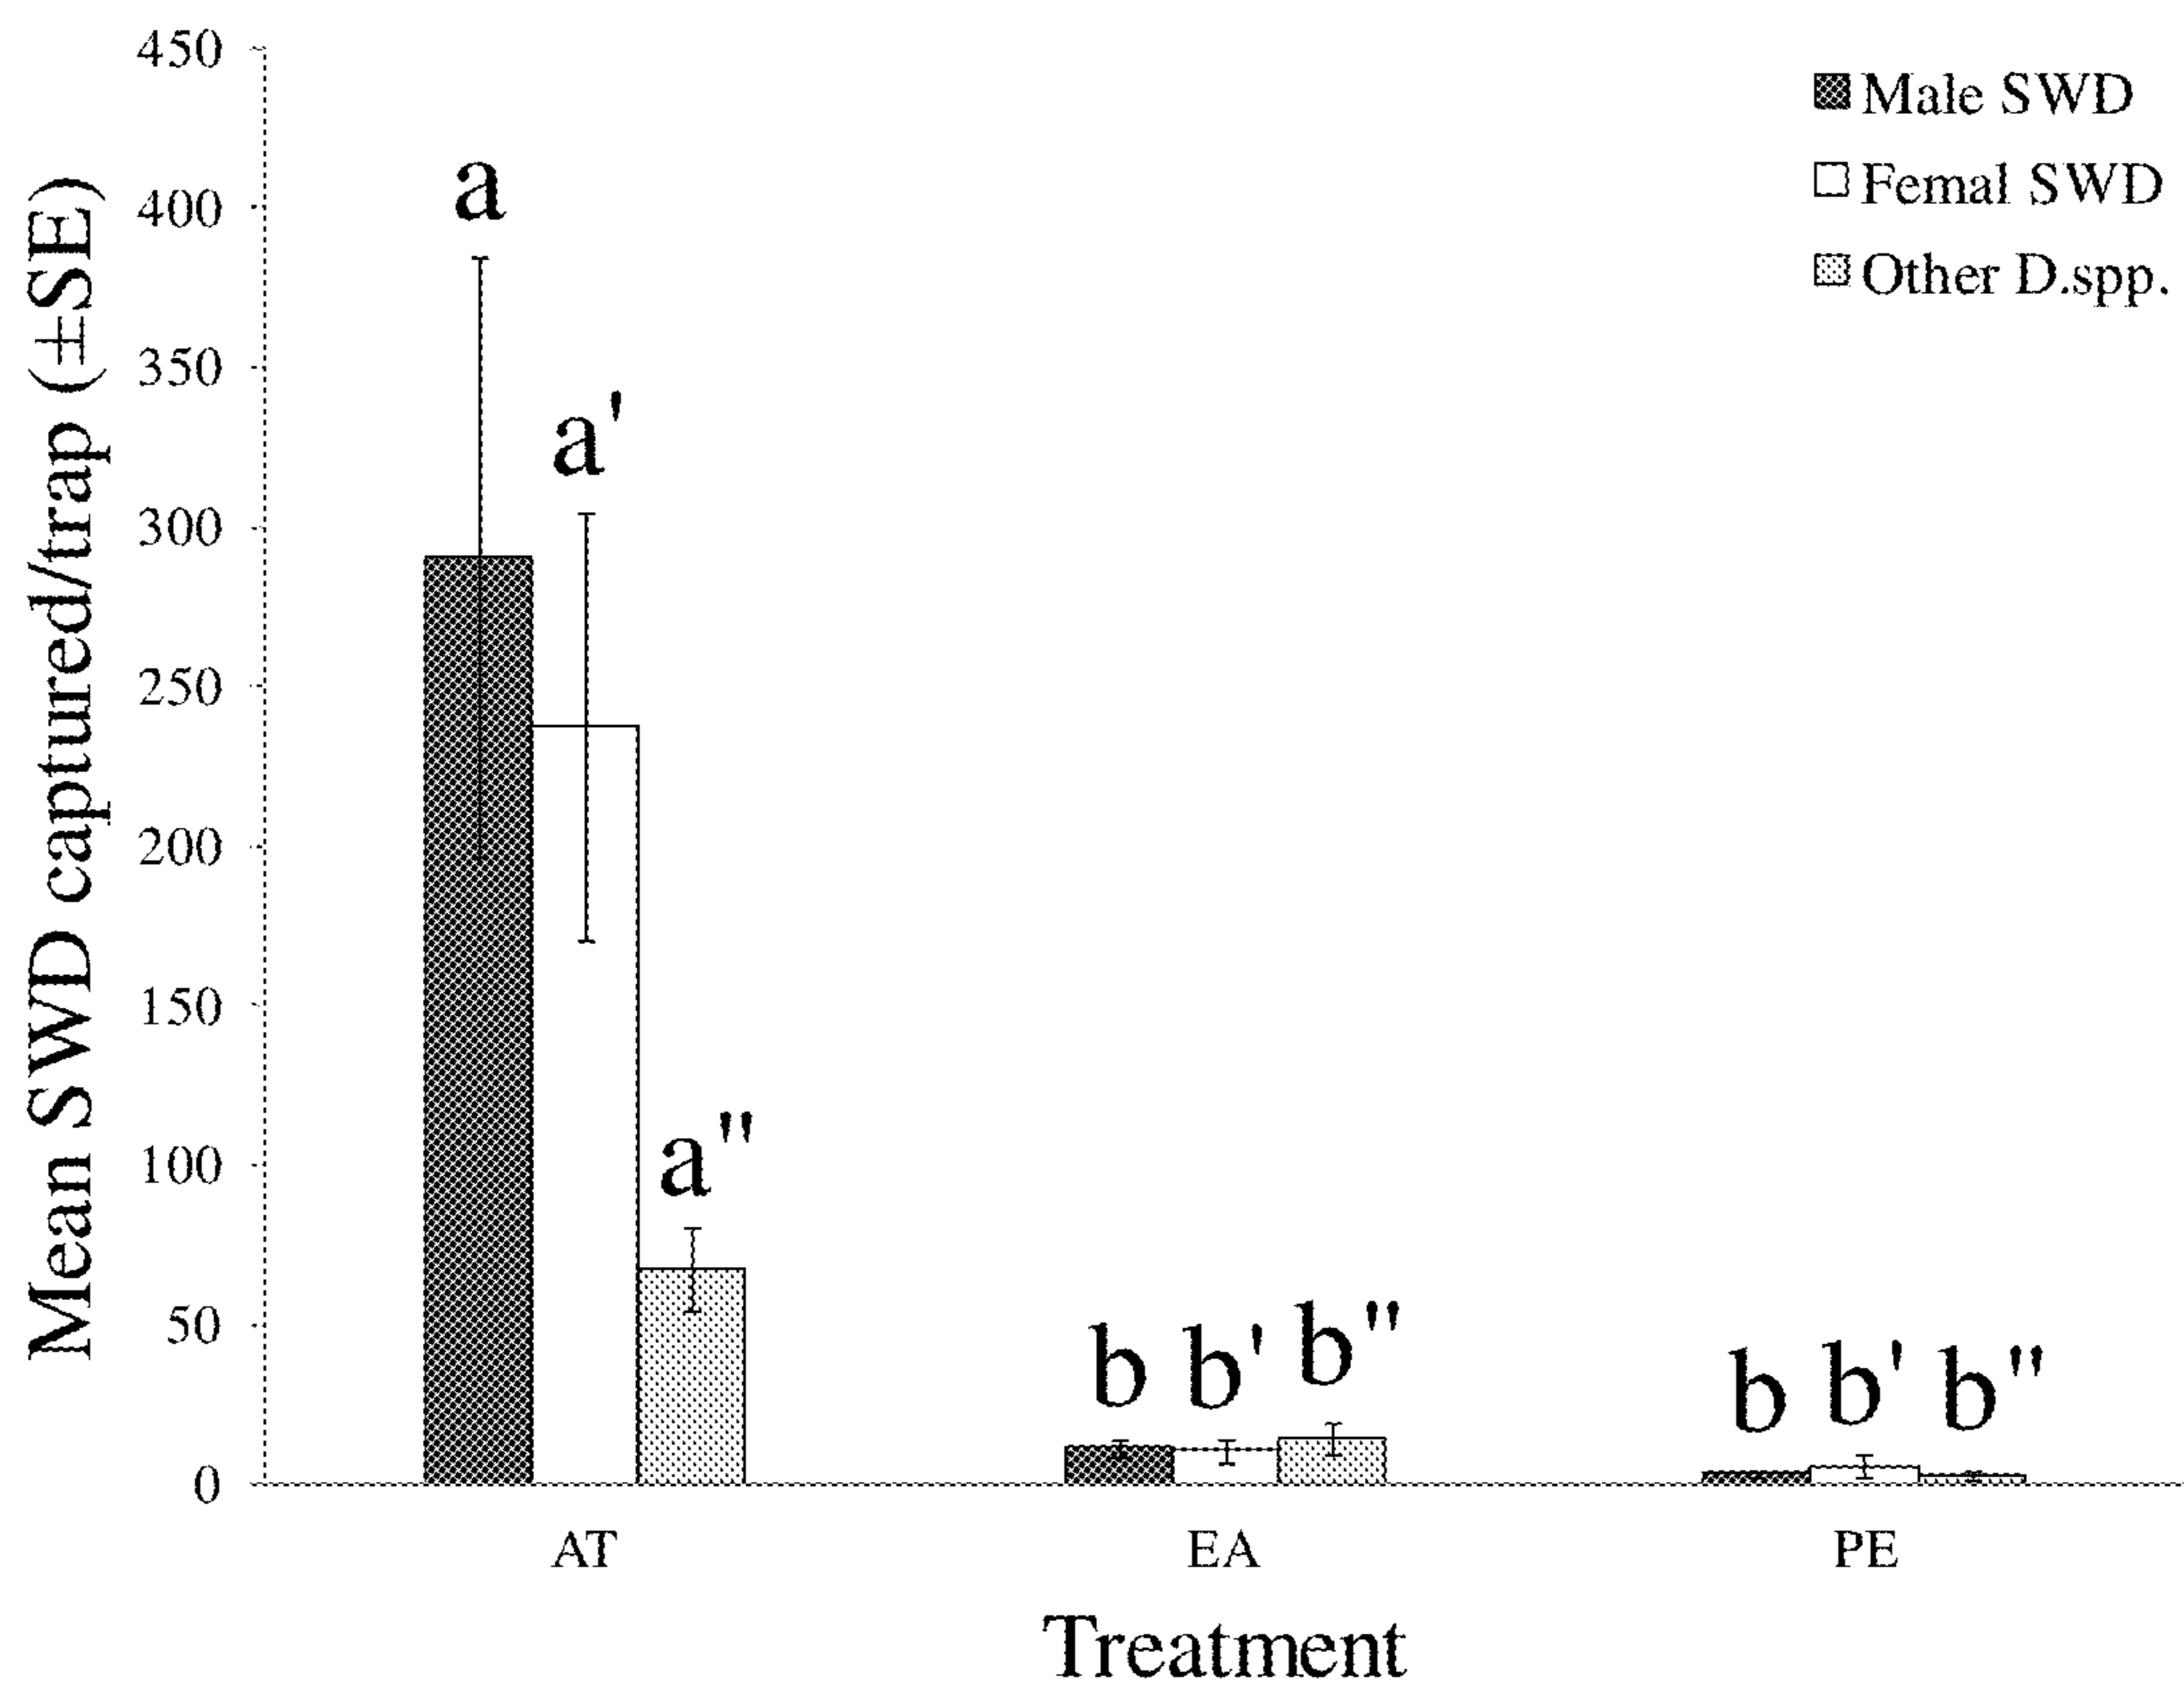 Mean SWD captured/trap (±SE)
450
400
350
300
250
200
150
100
50
0
Male SWD
Femal SWD
Other D.spp.
a
a'
a"
b b' b"
b b' b"
AT EA PE
Treatment